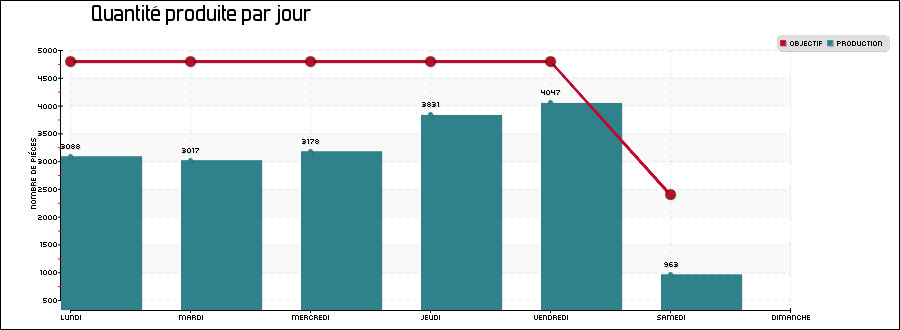 Quantité produite par jour
OBJECTIF PRODUCTION
NOMBRE DE PIÉCES
5000
4500
4000
3500
3000
2500
2000
1500
1000
500
3088
3017
3178
3831
4047
963
LUNDI
MARDI
MERCREDI
JEUDI
VENDREDI
SAMEDI
DIMANCHE